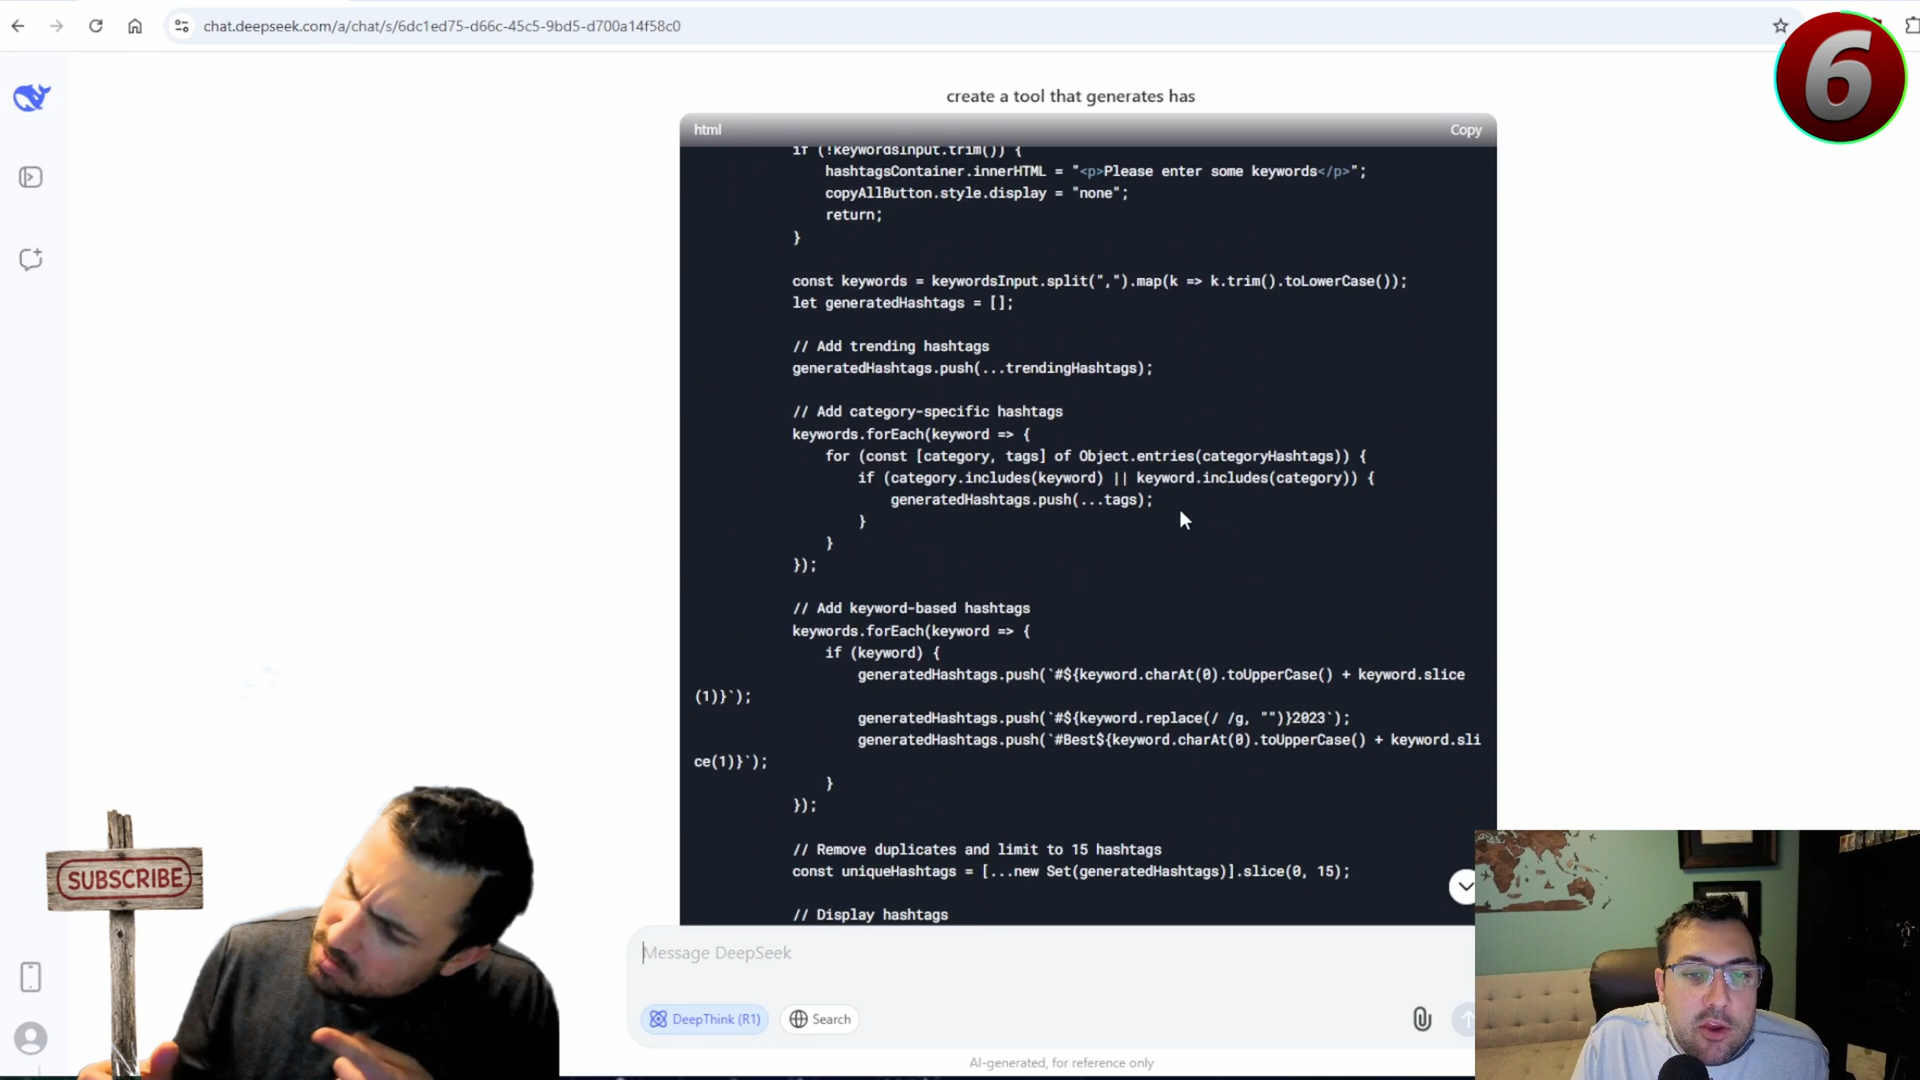 chat.deepseek.com/a/chat/s/6dc1ed75-d66c-45c5-9bd5-d700a14f58c0
6
create a tool that generates has
html
Copy
if (!keywordsInput.trim()) {
hashtagsContainer.innerHTML = "<p>Please enter some keywords</p>";
copyAllButton.style.display = "none";
return;
}
const keywords = keywordsInput.split(",").map(k => k.trim().toLowerCase());
let generatedHashtags = [];
// Add trending hashtags
generatedHashtags.push(...trendingHashtags);
// Add category-specific hashtags
keywords.forEach(keyword => {
for (const [category, tags] of Object.entries(categoryHashtags)) {
if (category.includes(keyword) || keyword.includes(category)) {
generatedHashtags.push(...tags);
}
}
});
// Add keyword-based hashtags
keywords.forEach(keyword => {
if (keyword) {
generatedHashtags.push(`#${keyword.charAt(0).toUpperCase() + keyword.slice
(1)}`);
generatedHashtags.push(`#${keyword.replace(/ /g, "")}2023`);
generatedHashtags.push(`#Best${keyword.charAt(0).toUpperCase() + keyword.sli
ce(1)}`);
}
});
// Remove duplicates and limit to 15 hashtags
const uniqueHashtags = [...new Set(generatedHashtags)].slice(0, 15);
// Display hashtags
SUBSCRIBE
Message DeepSeek
DeepThink (R1)
Search
AI-generated, for reference only